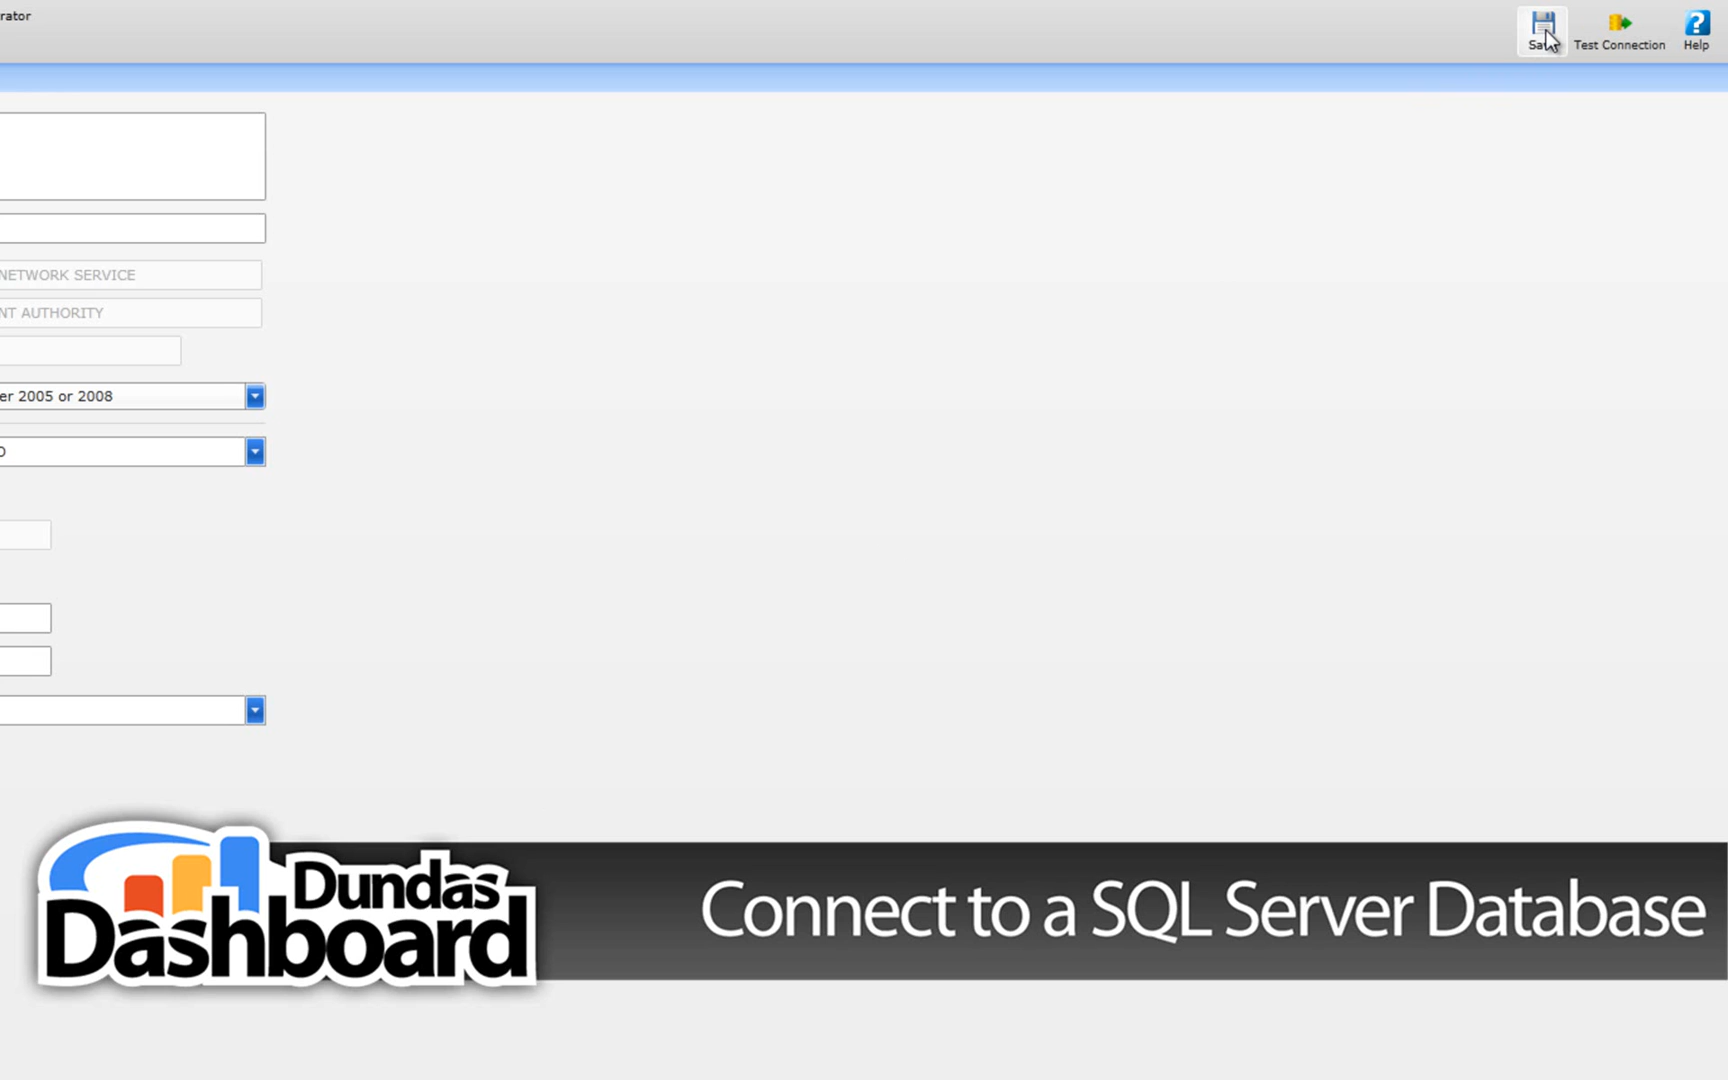 rator
Save
Test Connection
Help
NETWORK SERVICE
NT AUTHORITY
er 2005 or 2008
Dundas
Dashboard
Connect to a SQL Server Database